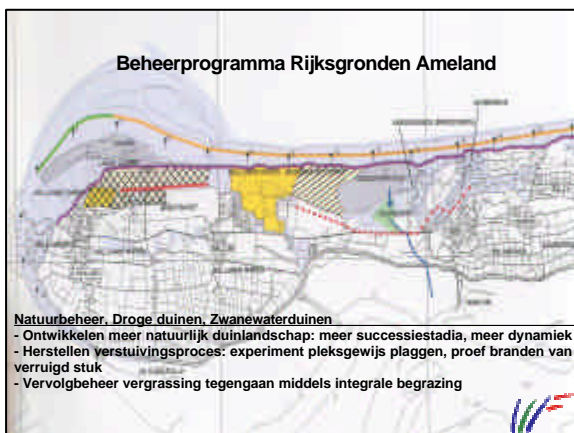 Beheerprogramma Rijksgronden Ameland
Natuurbeheer, Droge duinen, Zwanewaterduinen
- Ontwikkelen meer natuurlijk duinlandschap: meer successiestadia, meer dynamiek
- Herstellen verstuivingsproces: experiment pleksgewijs plaggen, proef branden van
verruigd stuk
- Vervolgbeheer vergrassing tegengaan middels integrale begrazing